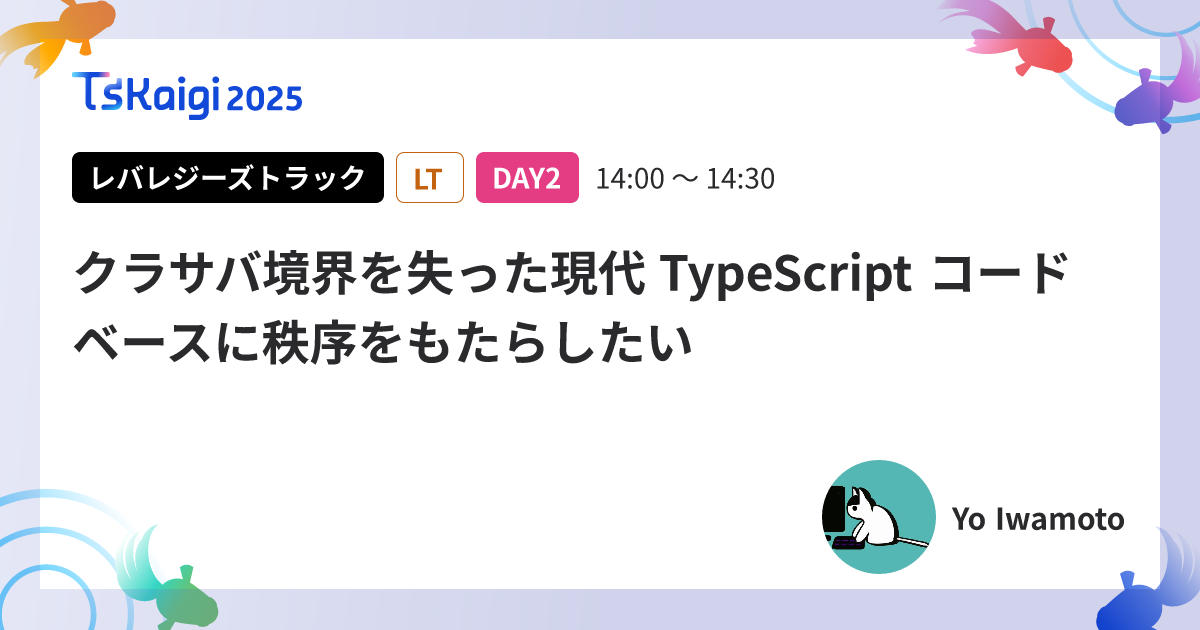 TsKaigi 2025
レバレジーズトラック LT DAY2 14:00 〜 14:30
クラサバ境界を失った現代 TypeScript コード
ベースに秩序をもたらしたい
Yo Iwamoto